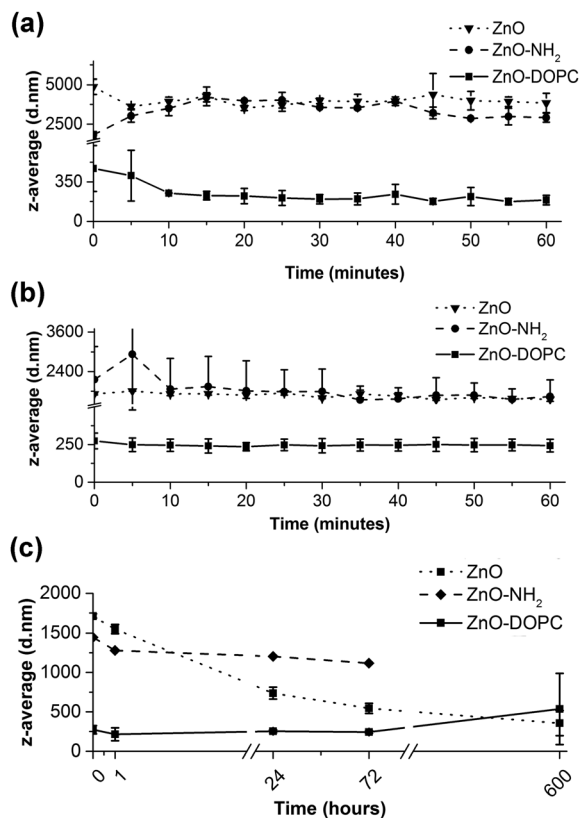 (a)
ZnO
ZnO-NH₂
ZnO-DOPC
z-average (d.nm)
5000
2500
350
0
0 10 20 30 40 50 60
Time (minutes)
(b)
ZnO
ZnO-NH₂
ZnO-DOPC
z-average (d.nm)
3600
2400
250
0
0 10 20 30 40 50 60
Time (minutes)
(c)
ZnO
ZnO-NH₂
ZnO-DOPC
z-average (d.nm)
2000
1500
1000
500
0
0 1 24 72 600
Time (hours)